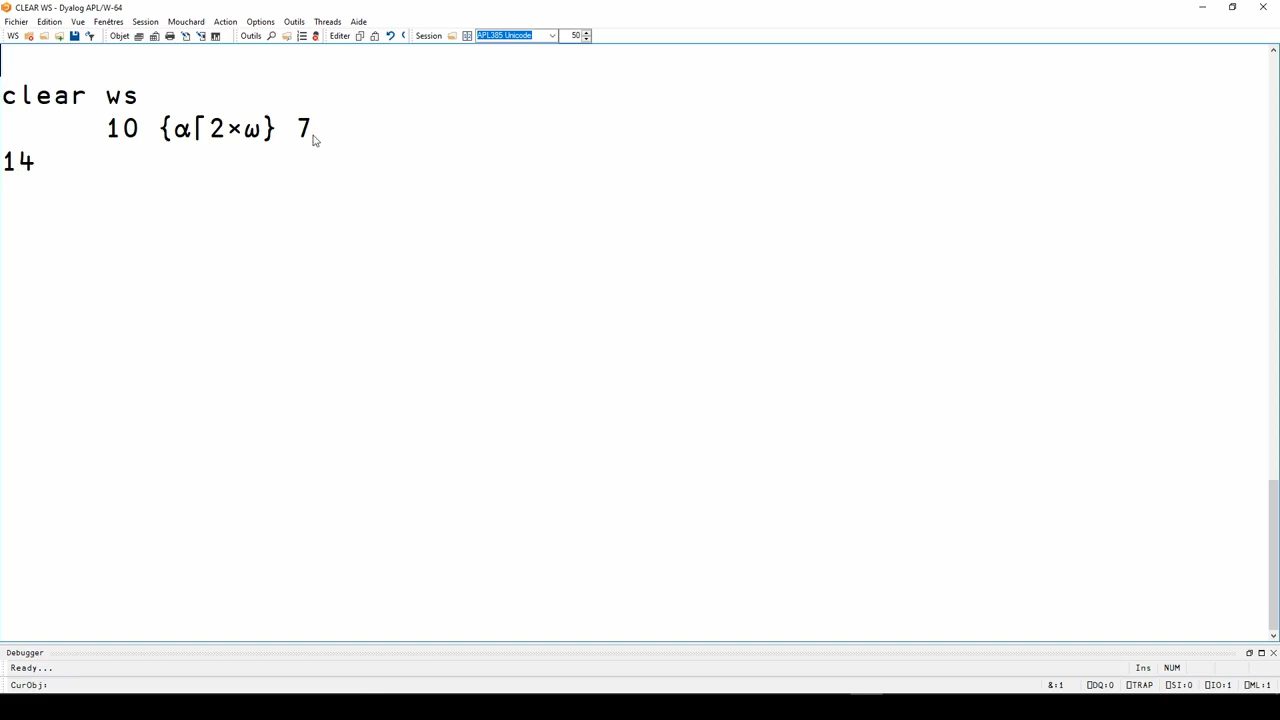 CLEAR WS - Dyalog APL/W-64
Fichier Edition Vue Fenêtres Session Mouchard Action Options Outils Threads Aide
WS Objet Outils Editer Session APL385 Unicode 50
clear ws
10 {⍺⌈2×⍵} 7
14
Debugger
Ready... Ins NUM
CurObj: &:1 ⎕DQ:0 ⎕TRAP ⎕SI:0 ⎕IO:1 ⎕ML:1